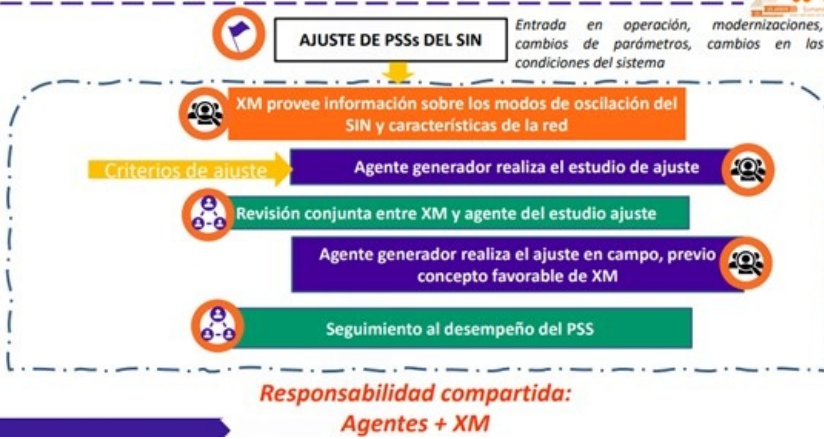 AJUSTE DE PSSs DEL SIN
Entrada en operación, modernizaciones,
cambios de parámetros, cambios en las
condiciones del sistema
XM provee información sobre los modos de oscilación del
SIN y características de la red
Criterios de ajuste
Agente generador realiza el estudio de ajuste
Revisión conjunta entre XM y agente del estudio ajuste
Agente generador realiza el ajuste en campo, previo
concepto favorable de XM
Seguimiento al desempeño del PSS
Responsabilidad compartida:
Agentes + XM